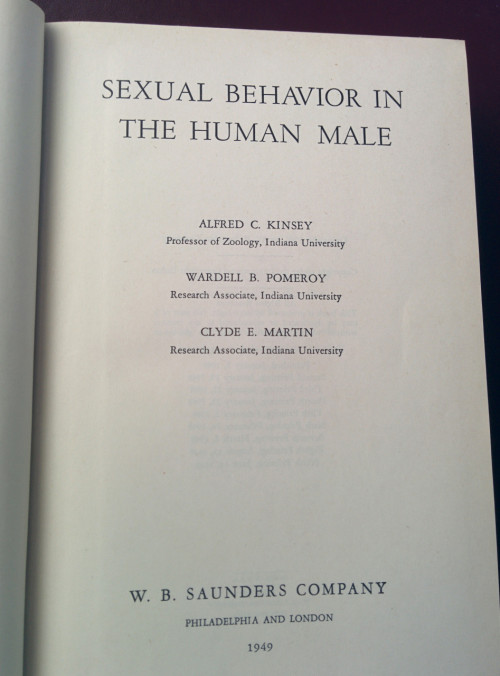 SEXUAL BEHAVIOR IN
THE HUMAN MALE
ALFRED C. KINSEY
Professor of Zoology, Indiana University
WARDELL B. POMEROY
Research Associate, Indiana University
CLYDE E. MARTIN
Research Associate, Indiana University
W. B. SAUNDERS COMPANY
PHILADELPHIA AND LONDON
1949